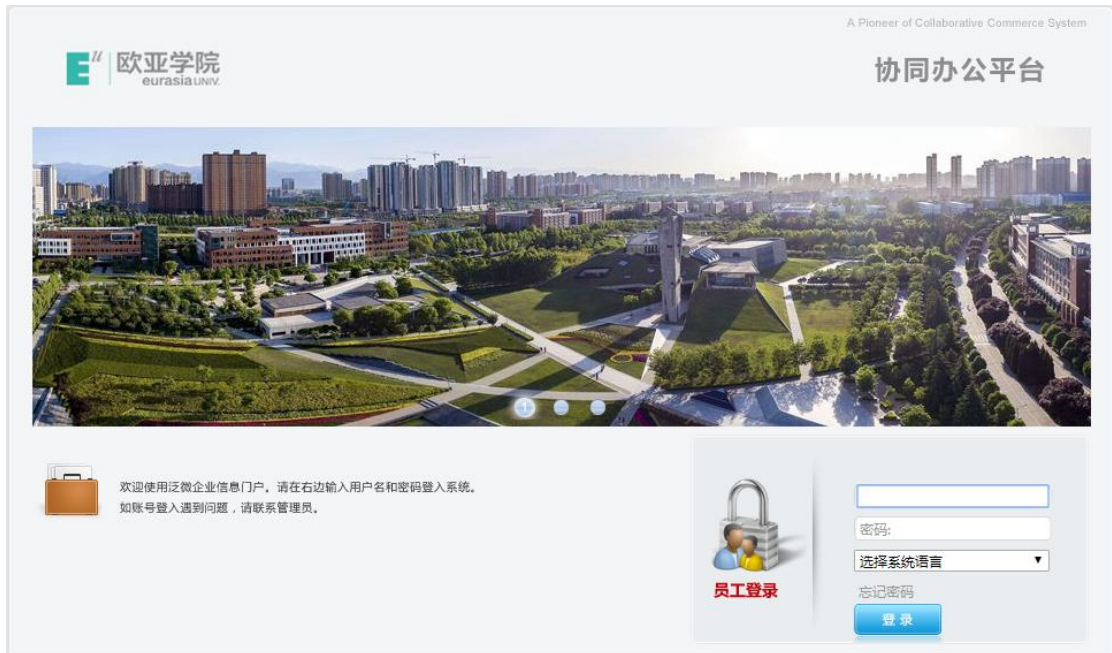 A Pioneer of Collaborative Commerce System
Eu 欧亚学院
eurasia UNIV.
协同办公平台
1
欢迎使用泛微企业信息门户。请在右边输入用户名和密码登入系统。
如账号登入遇到问题，请联系管理员。
密码:
选择系统语言
员工登录
忘记密码
登 录